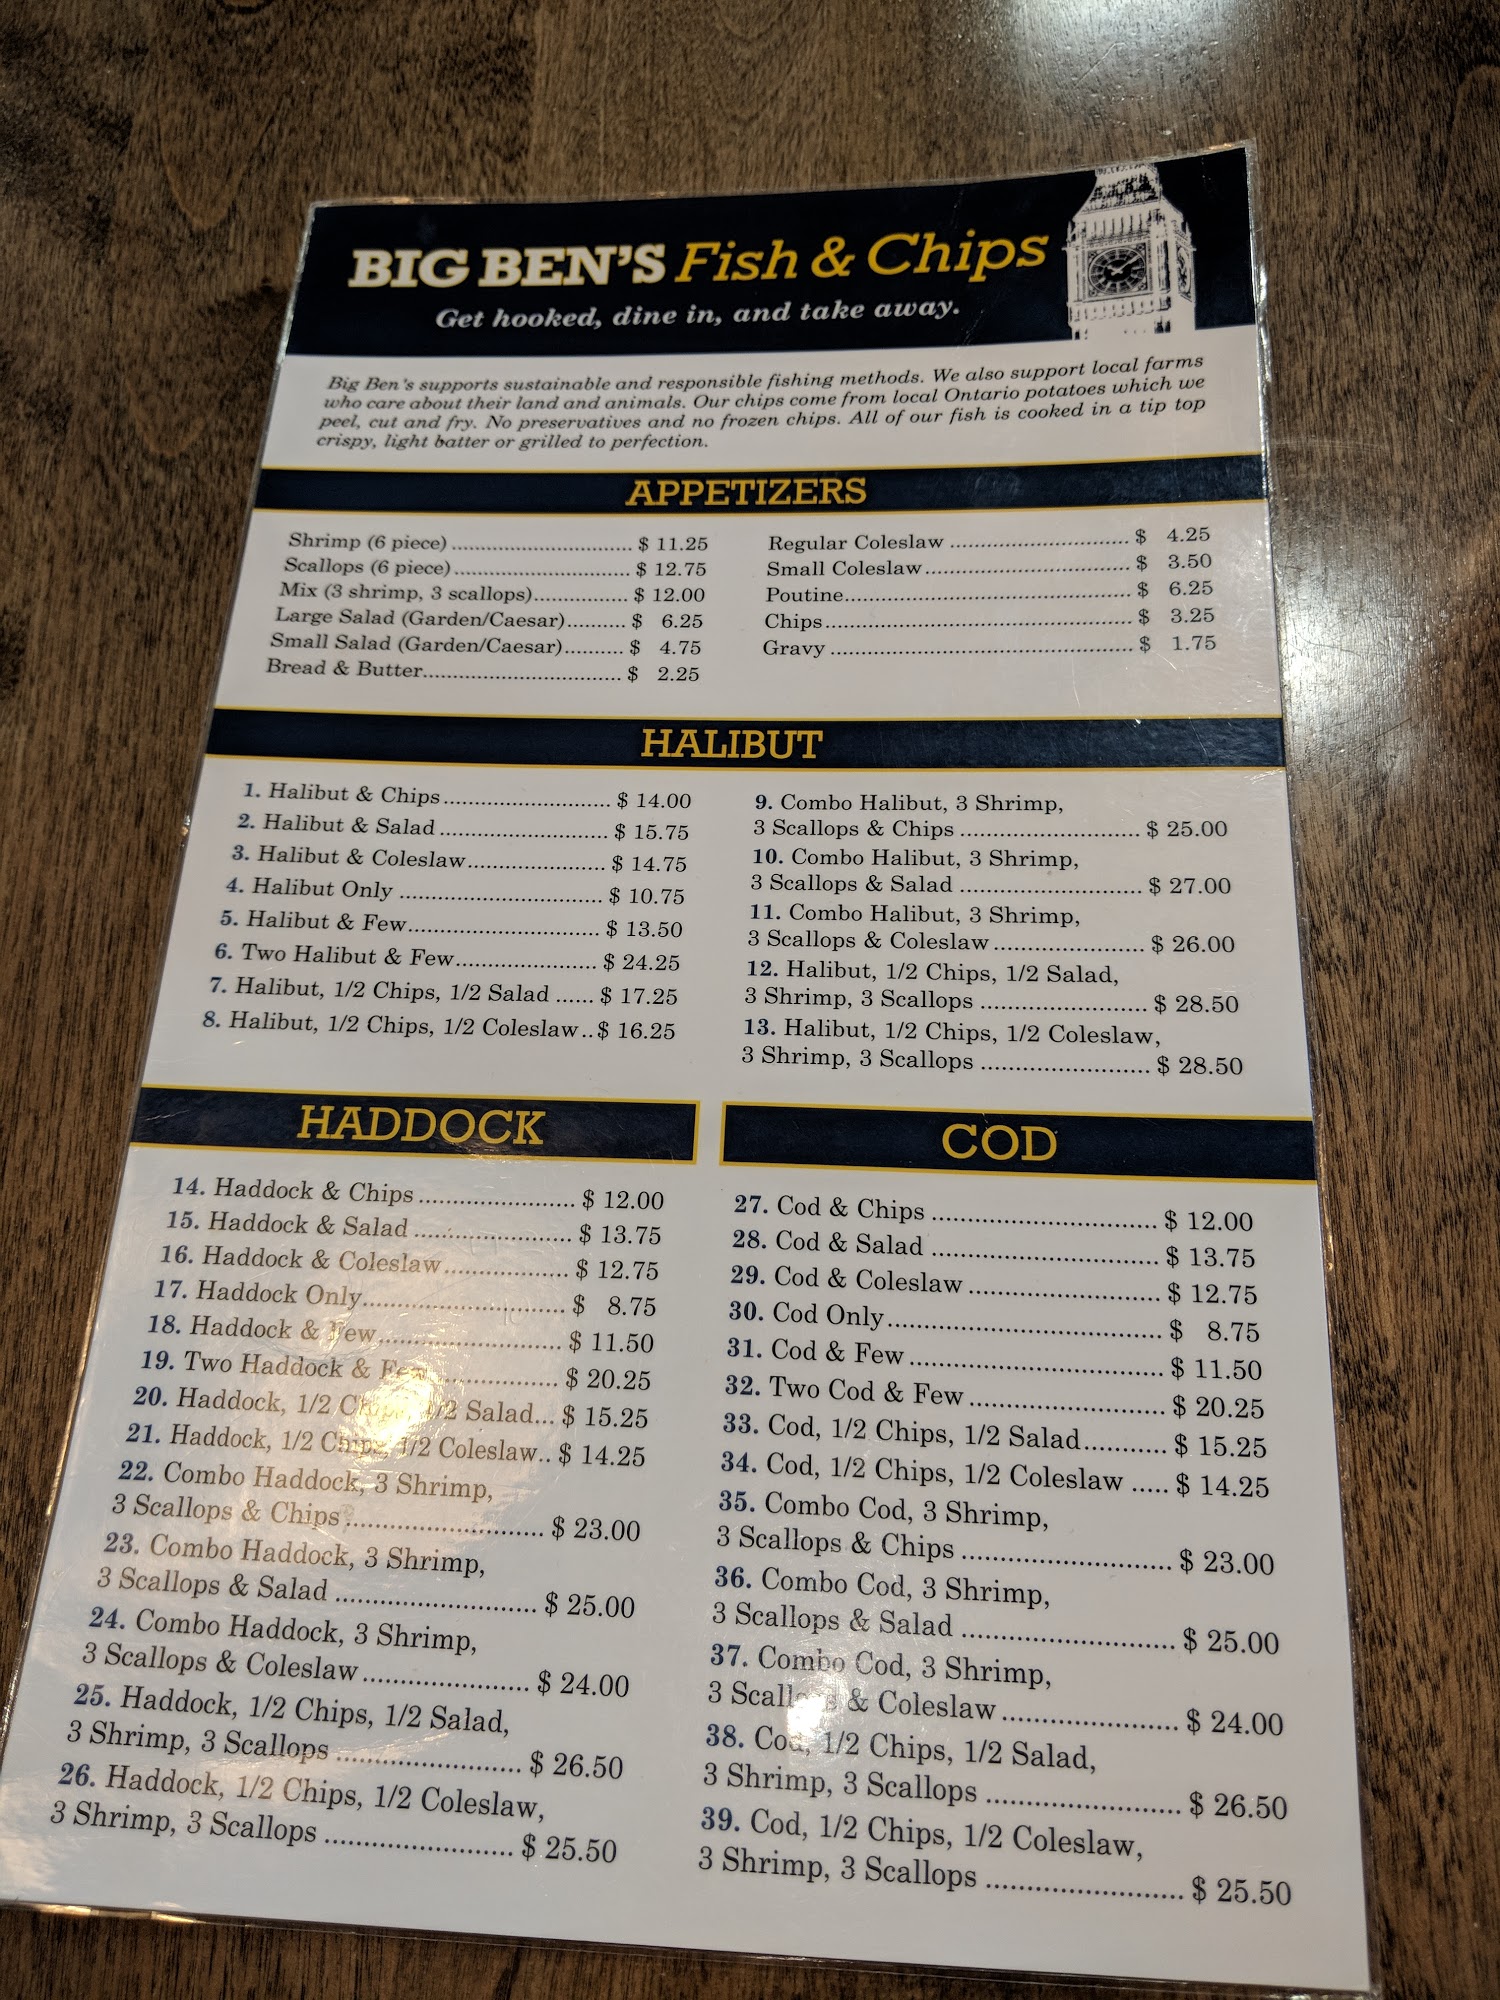 BIG BEN'S Fish & Chips
Get hooked, dine in, and take away.
Big Ben's supports sustainable and responsible fishing methods. We also support local farms
who care about their land and animals. Our chips come from local Ontario potatoes which we
peel, cut and fry. No preservatives and no frozen chips. All of our fish is cooked in a tip top
crispy, light batter or grilled to perfection.
APPETIZERS
Shrimp (6 piece) ................................ $ 11.25
Scallops (6 piece) ............................... $ 12.75
Mix (3 shrimp, 3 scallops)................. $ 12.00
Large Salad (Garden/Caesar).......... $ 6.25
Small Salad (Garden/Caesar).......... $ 4.75
Bread & Butter.................................. $ 2.25
Regular Coleslaw .............................. $ 4.25
Small Coleslaw.................................. $ 3.50
Poutine................................................ $ 6.25
Chips................................................... $ 3.25
Gravy .................................................. $ 1.75
HALIBUT
1. Halibut & Chips........................... $ 14.00
2. Halibut & Salad ........................... $ 15.75
3. Halibut & Coleslaw...................... $ 14.75
4. Halibut Only ................................ $ 10.75
5. Halibut & Few.............................. $ 13.50
6. Two Halibut & Few...................... $ 24.25
7. Halibut, 1/2 Chips, 1/2 Salad ...... $ 17.25
8. Halibut, 1/2 Chips, 1/2 Coleslaw.. $ 16.25
9. Combo Halibut, 3 Shrimp,
3 Scallops & Chips ........................... $ 25.00
10. Combo Halibut, 3 Shrimp,
3 Scallops & Salad ........................... $ 27.00
11. Combo Halibut, 3 Shrimp,
3 Scallops & Coleslaw ...................... $ 26.00
12. Halibut, 1/2 Chips, 1/2 Salad,
3 Shrimp, 3 Scallops ........................ $ 28.50
13. Halibut, 1/2 Chips, 1/2 Coleslaw,
3 Shrimp, 3 Scallops ........................ $ 28.50
HADDOCK
14. Haddock & Chips ...................... $ 12.00
15. Haddock & Salad ...................... $ 13.75
16. Haddock & Coleslaw.................. $ 12.75
17. Haddock Only............................. $ 8.75
18. Haddock & Few.......................... $ 11.50
19. Two Haddock & Few.................. $ 20.25
20. Haddock, 1/2 Chips, 1/2 Salad... $ 15.25
21. Haddock, 1/2 Chips, 1/2 Coleslaw.. $ 14.25
22. Combo Haddock, 3 Shrimp,
3 Scallops & Chips ........................... $ 23.00
23. Combo Haddock, 3 Shrimp,
3 Scallops & Salad ........................... $ 25.00
24. Combo Haddock, 3 Shrimp,
3 Scallops & Coleslaw ...................... $ 24.00
25. Haddock, 1/2 Chips, 1/2 Salad,
3 Shrimp, 3 Scallops ........................ $ 26.50
26. Haddock, 1/2 Chips, 1/2 Coleslaw,
3 Shrimp, 3 Scallops ........................ $ 25.50
COD
27. Cod & Chips ................................ $ 12.00
28. Cod & Salad ................................ $ 13.75
29. Cod & Coleslaw ........................... $ 12.75
30. Cod Only...................................... $ 8.75
31. Cod & Few ................................... $ 11.50
32. Two Cod & Few ........................... $ 20.25
33. Cod, 1/2 Chips, 1/2 Salad........... $ 15.25
34. Cod, 1/2 Chips, 1/2 Coleslaw ..... $ 14.25
35. Combo Cod, 3 Shrimp,
3 Scallops & Chips ........................... $ 23.00
36. Combo Cod, 3 Shrimp,
3 Scallops & Salad ........................... $ 25.00
37. Combo Cod, 3 Shrimp,
3 Scallops & Coleslaw ...................... $ 24.00
38. Cod, 1/2 Chips, 1/2 Salad,
3 Shrimp, 3 Scallops ........................ $ 26.50
39. Cod, 1/2 Chips, 1/2 Coleslaw,
3 Shrimp, 3 Scallops ........................ $ 25.50